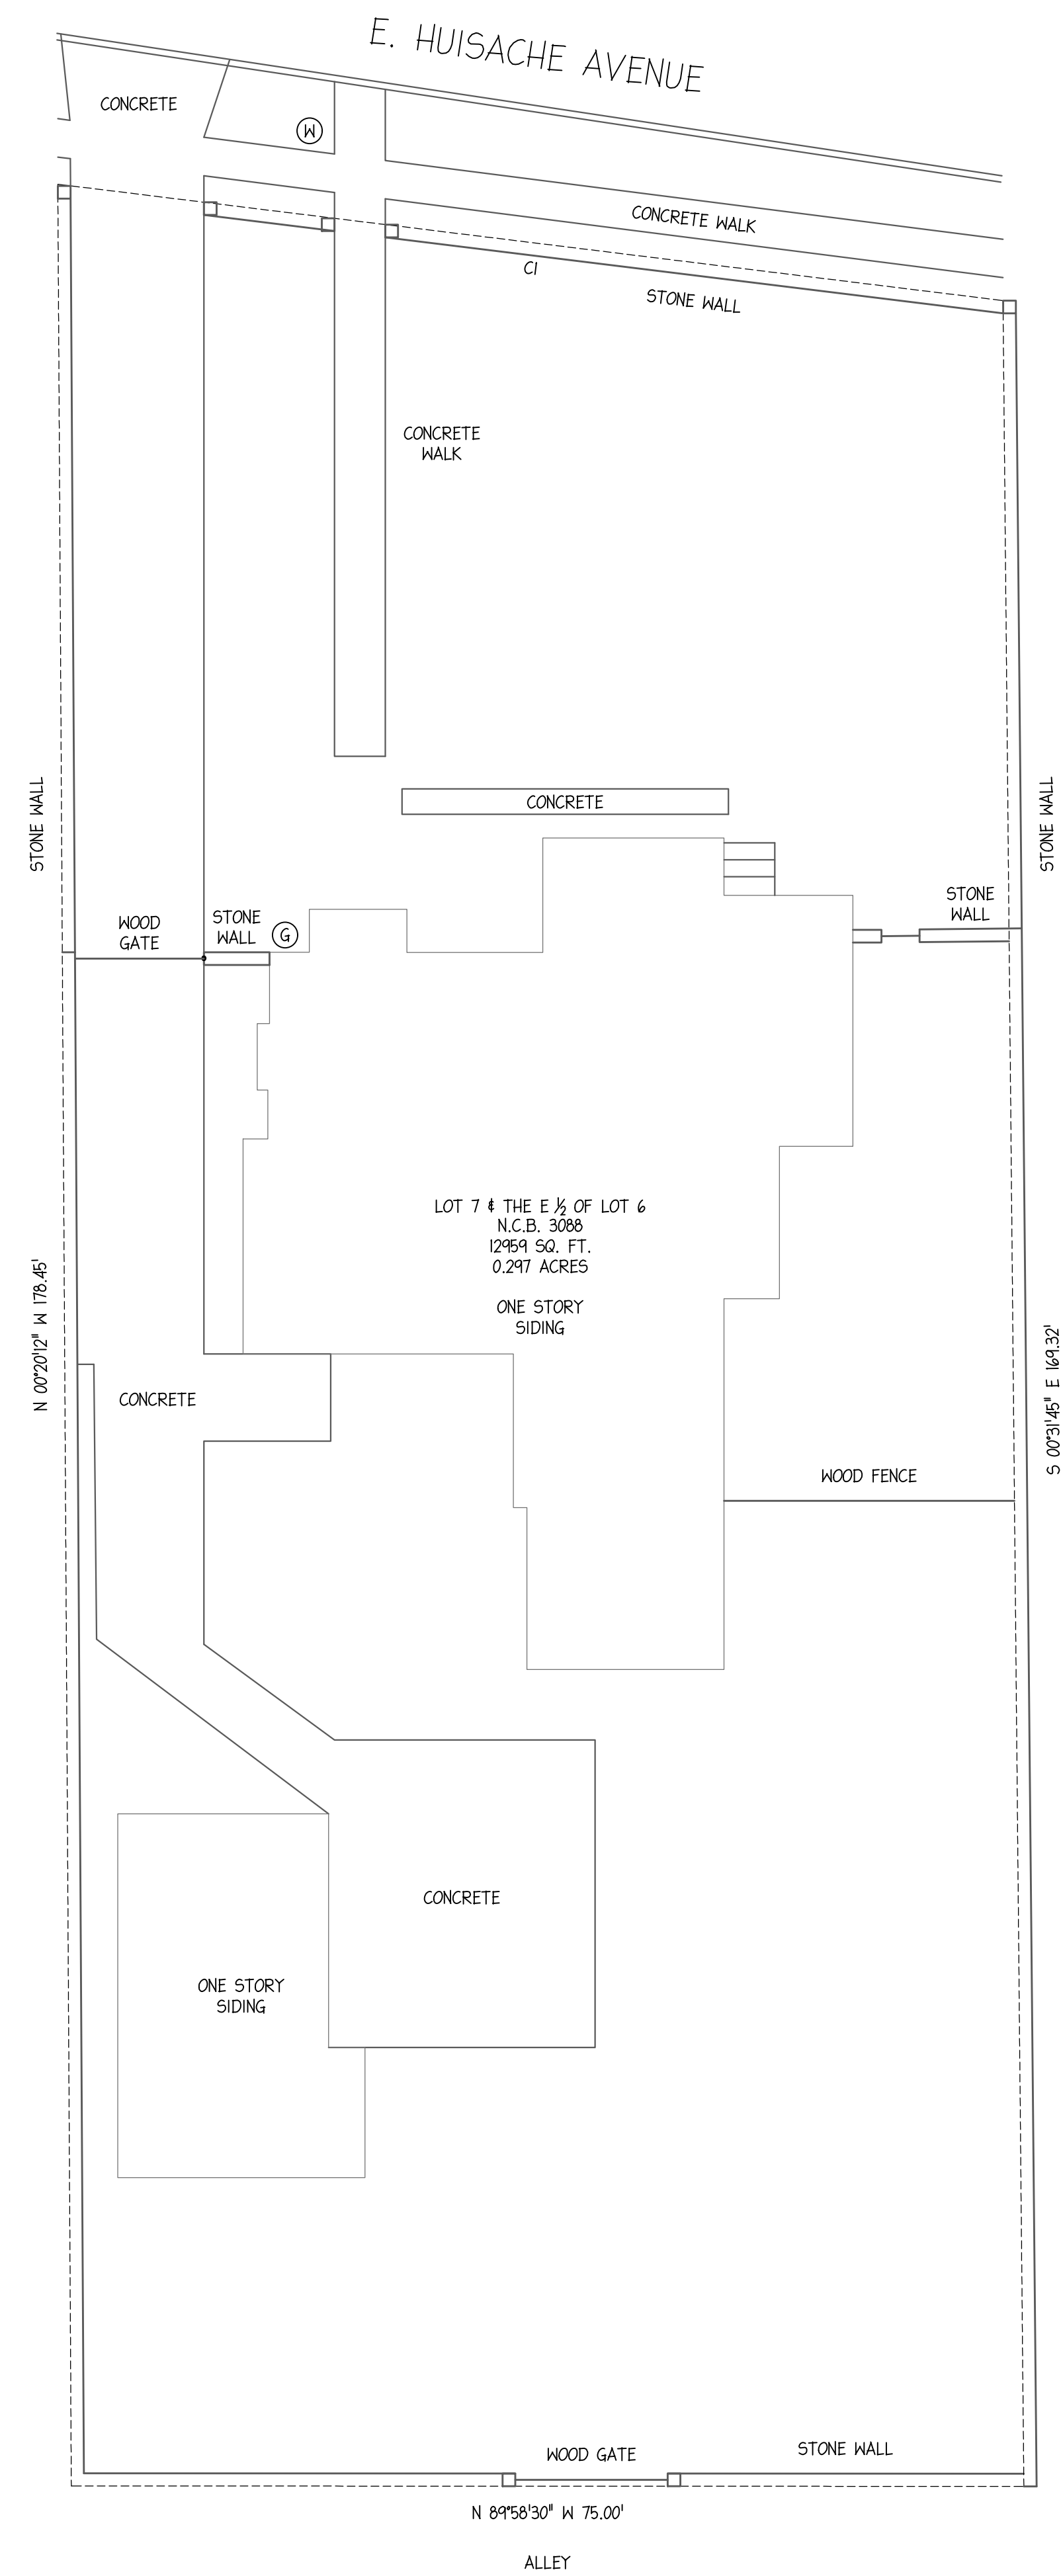 E. HUISACHE AVENUE
CONCRETE
W
CONCRETE WALK
C1
STONE WALL
CONCRETE
WALK
CONCRETE
STONE WALL
STONE WALL
WOOD
GATE
STONE
WALL
G
STONE
WALL
LOT 7 & THE E ½ OF LOT 6
N.C.B. 3088
12959 SQ. FT.
0.297 ACRES
ONE STORY
SIDING
N 00°20'12" W 178.45'
S 00°31'45" E 169.32'
CONCRETE
WOOD FENCE
CONCRETE
ONE STORY
SIDING
WOOD GATE
STONE WALL
N 89°58'30" W 75.00'
ALLEY